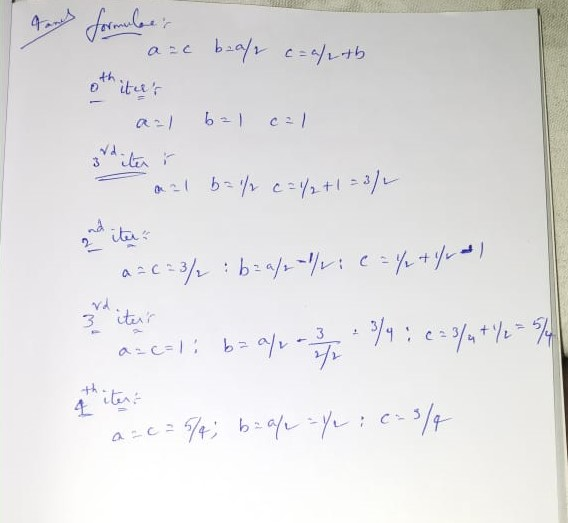 formulae:
a = c b = a/2 c = a/2 + b
0th iter:
a = 1 b = 1 c = 1
3rd iter :
a = 1 b = 1/2 c = 1/2 + 1 = 3/2
2nd iter:
a = c = 3/2 : b = a/2 = 1/2 : c = 1/2 + 1/2 = 1
3rd iter:
a = c = 1 ; b = a/2 = 3/2/2 = 3/4 ; c = 3/4 + 1/2 = 5/4
4th iter:
a = c = 5/4 ; b = a/2 = 1/2 : c = 5/4